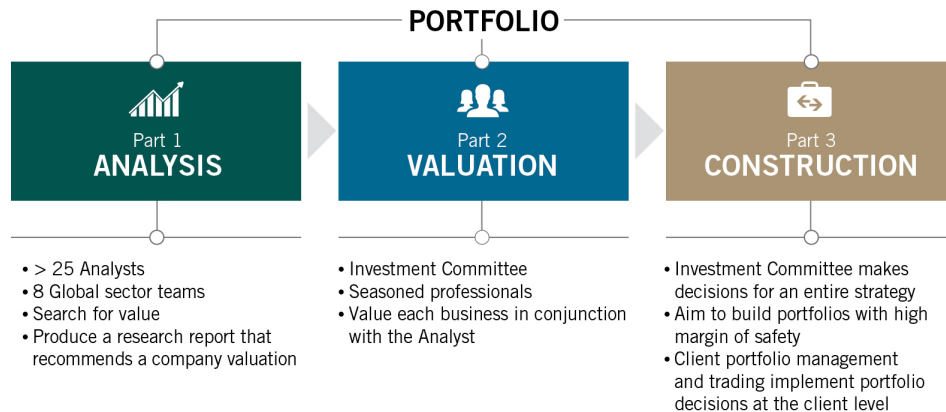 PORTFOLIO
Part 1
ANALYSIS
• > 25 Analysts
• 8 Global sector teams
• Search for value
• Produce a research report that
recommends a company valuation
Part 2
VALUATION
• Investment Committee
• Seasoned professionals
• Value each business in conjunction
with the Analyst
Part 3
CONSTRUCTION
• Investment Committee makes
decisions for an entire strategy
• Aim to build portfolios with high
margin of safety
• Client portfolio management
and trading implement portfolio
decisions at the client level